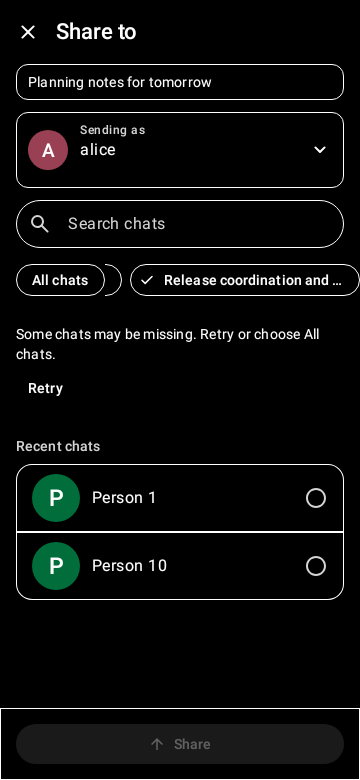 Share to
Planning notes for tomorrow
Sending as
A
alice
Search chats
All chats
Release coordination and ...
Some chats may be missing. Retry or choose All
chats.
Retry
Recent chats
P
Person 1
P
Person 10
Share